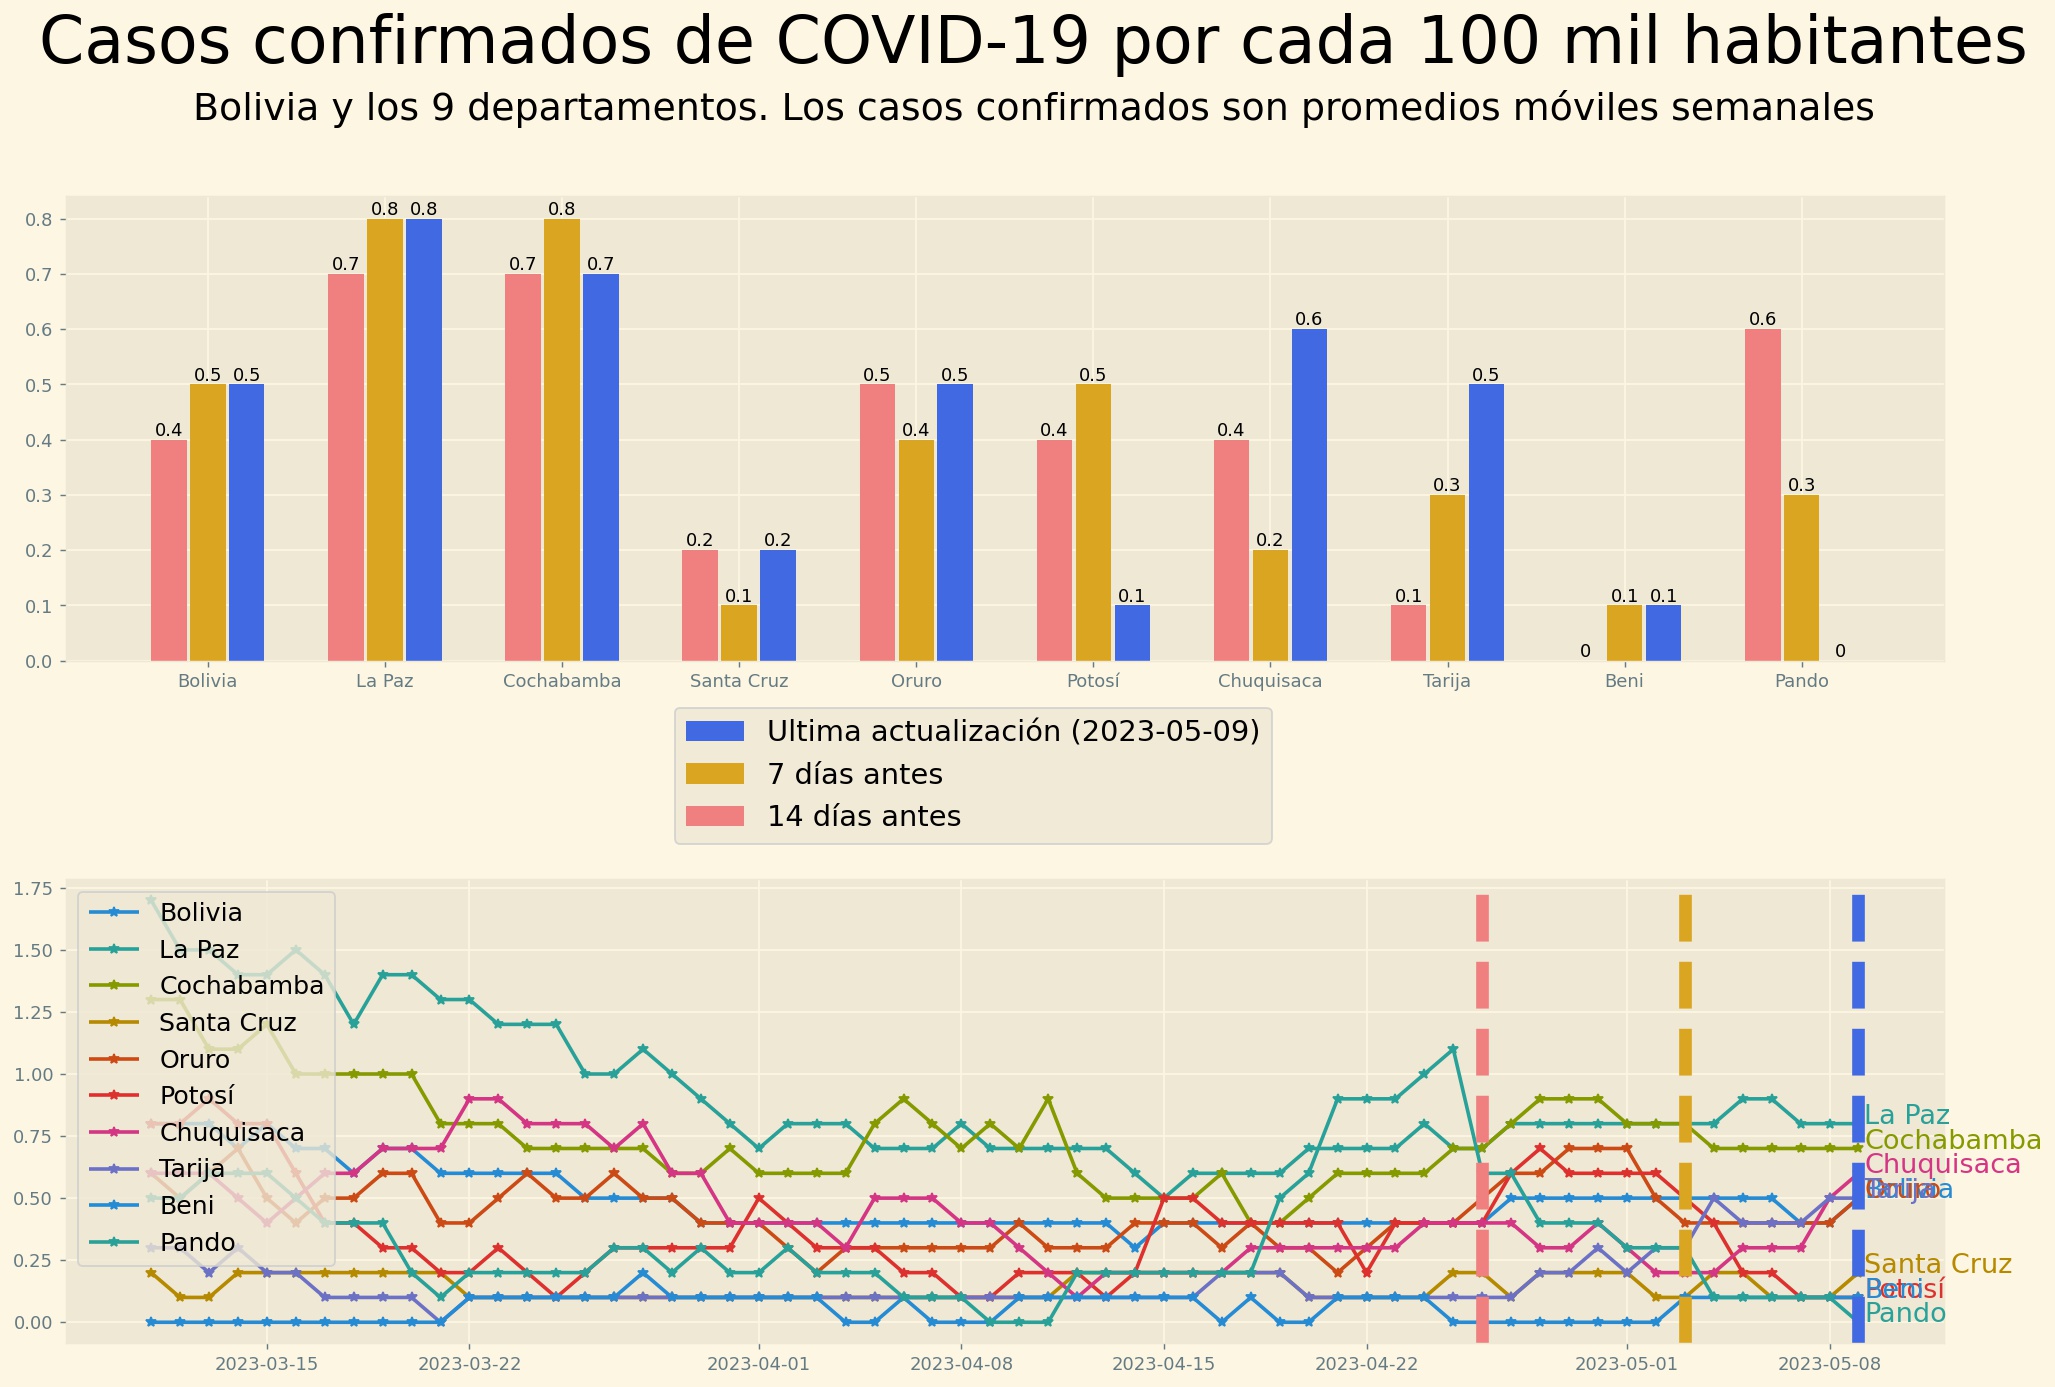 Casos confirmados de COVID-19 por cada 100 mil habitantes
Bolivia y los 9 departamentos. Los casos confirmados son promedios móviles semanales
0.8
0.7
0.6
0.5
0.4
0.3
0.2
0.1
0.0
0.4 0.5 0.5
0.7 0.8 0.8
0.7 0.8 0.7
0.2 0.1 0.2
0.5 0.4 0.5
0.4 0.5 0.1
0.4 0.2 0.6
0.1 0.3 0.5
0 0.1 0.1
0.6 0.3 0
Bolivia La Paz Cochabamba Santa Cruz Oruro Potosí Chuquisaca Tarija Beni Pando
Ultima actualización (2023-05-09)
7 días antes
14 días antes
1.75
1.50
1.25
1.00
0.75
0.50
0.25
0.00
Bolivia
La Paz
Cochabamba
Santa Cruz
Oruro
Potosí
Chuquisaca
Tarija
Beni
Pando
La Paz
Cochabamba
Chuquisaca
Santa Cruz
Pando
2023-03-15 2023-03-22 2023-04-01 2023-04-08 2023-04-15 2023-04-22 2023-05-01 2023-05-08